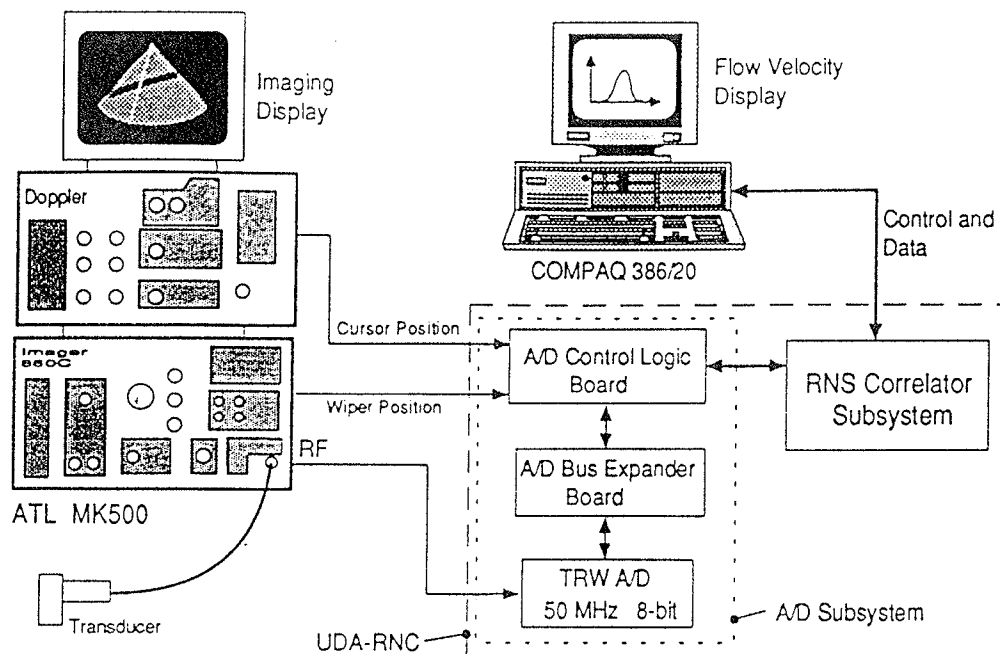 Imaging
Display
Flow Velocity
Display
Doppler
Control and
Data
COMPAQ 386/20
Cursor Position
A/D Control Logic
Board
RNS Correlator
Subsystem
Imager
860C
Wiper Position
RF
A/D Bus Expander
Board
ATL MK500
TRW A/D
50 MHz 8-bit
A/D Subsystem
Transducer
UDA-RNC